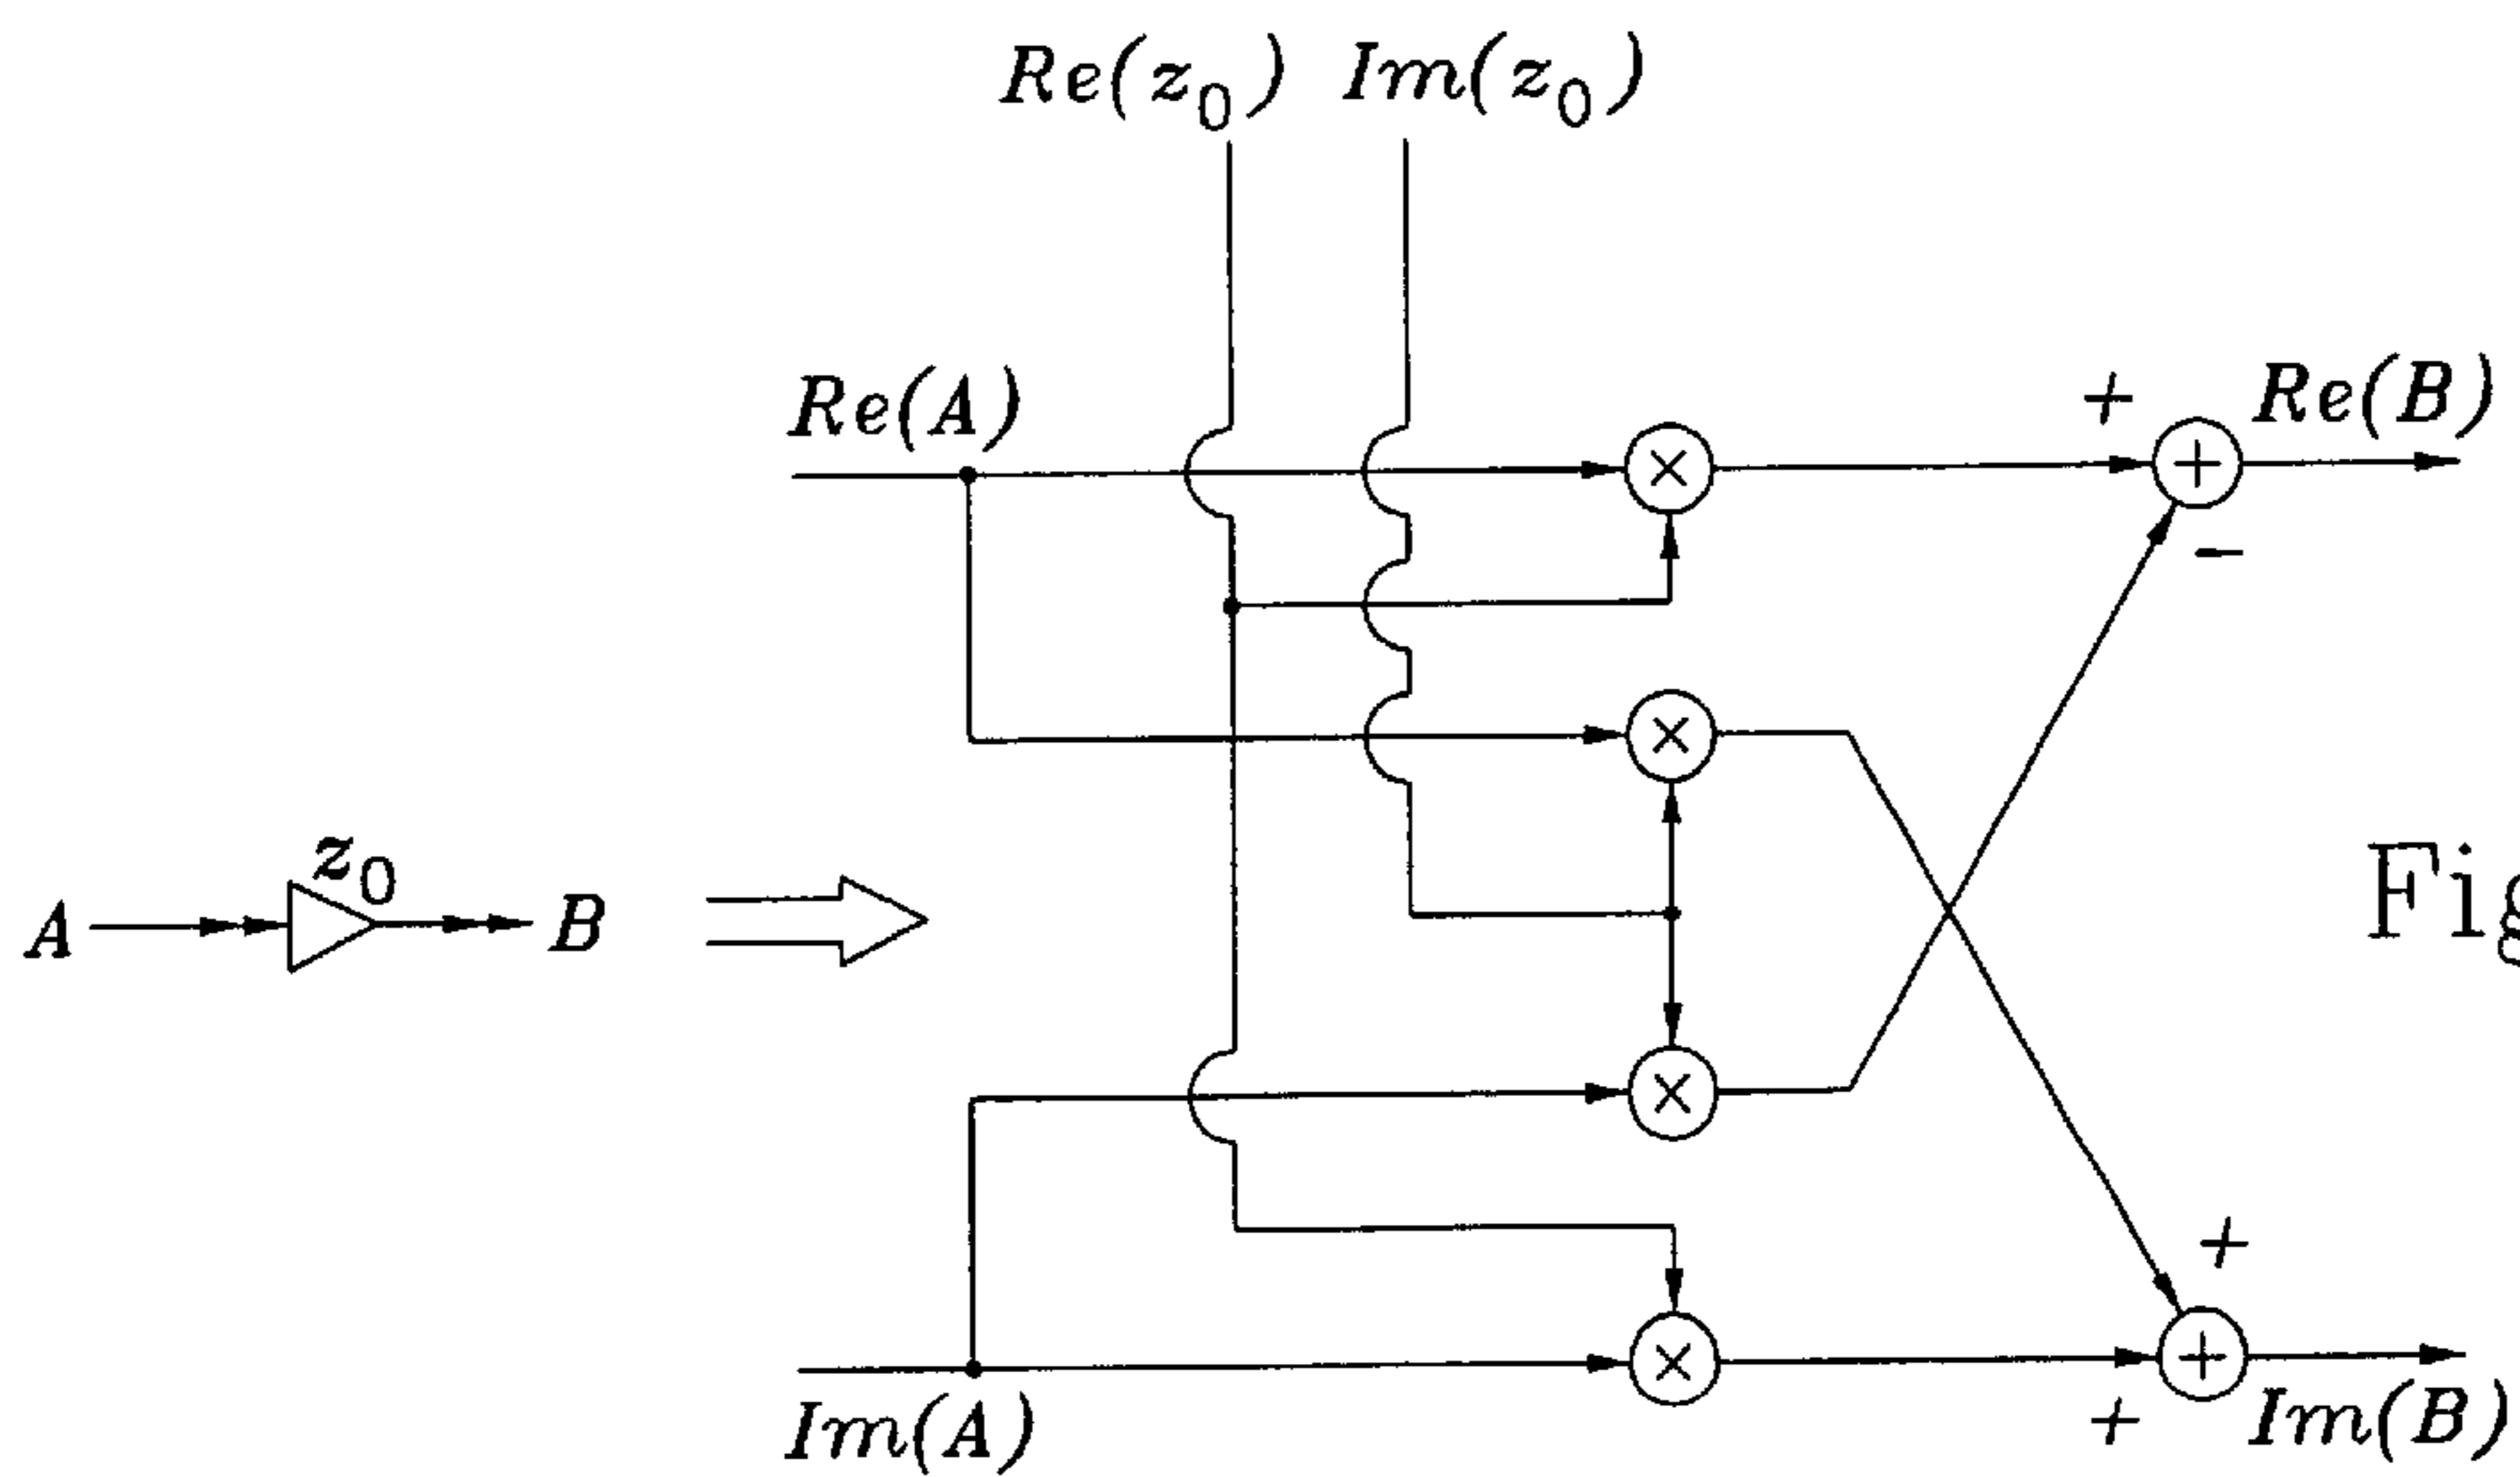 Re(z₀) Im(z₀)
Re(A)
+
Re(B)
−
z₀
A
B
Fig
+
Im(A)
+
Im(B)